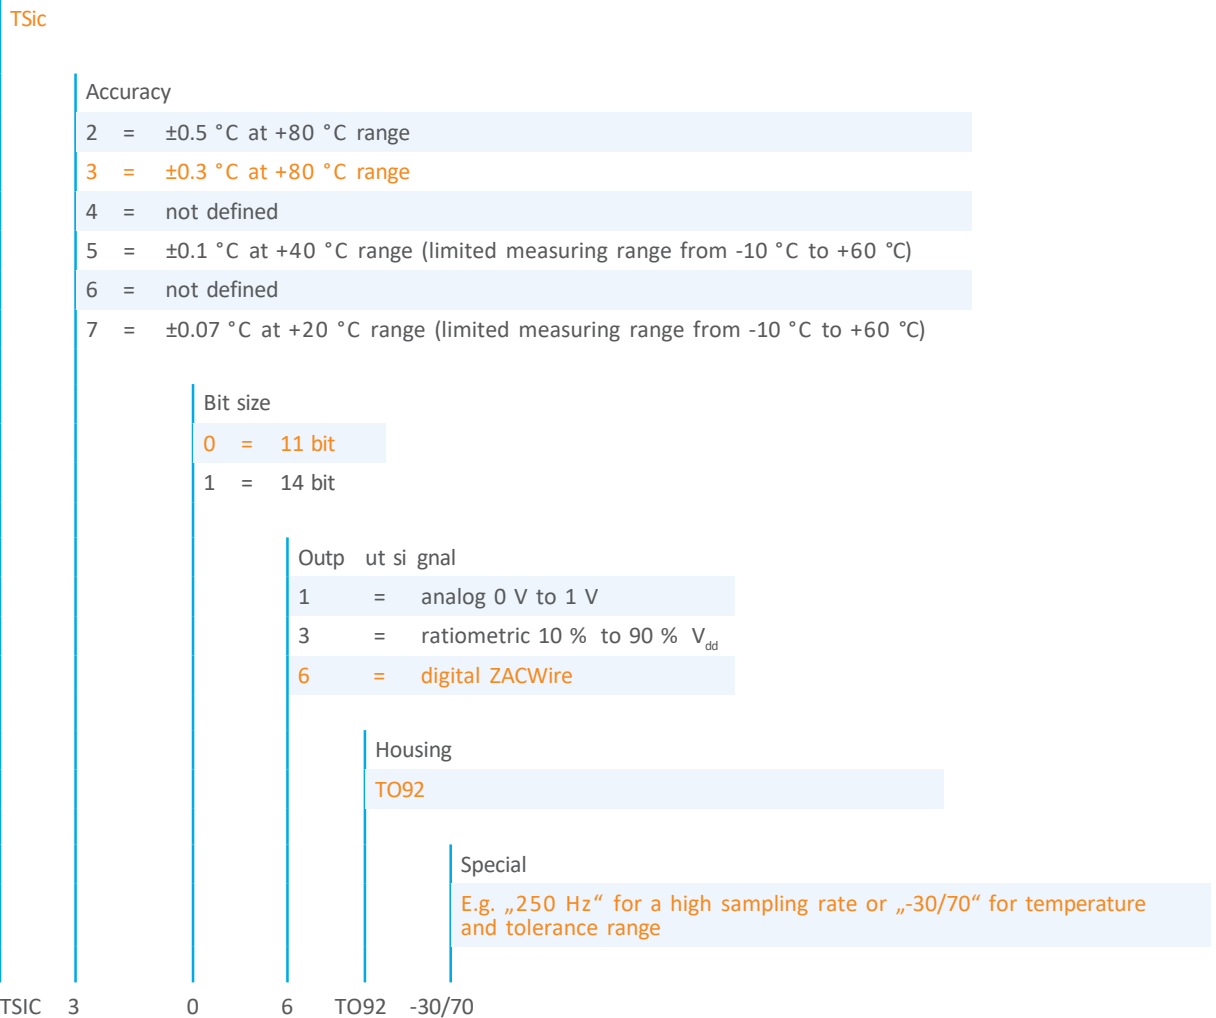 TSic
Accuracy
2 = ±0.5 °C at +80 °C range
3 = ±0.3 °C at +80 °C range
4 = not defined
5 = ±0.1 °C at +40 °C range (limited measuring range from -10 °C to +60 °C)
6 = not defined
7 = ±0.07 °C at +20 °C range (limited measuring range from -10 °C to +60 °C)
Bit size
0 = 11 bit
1 = 14 bit
Outp ut si gnal
1 = analog 0 V to 1 V
3 = ratiometric 10 % to 90 % Vdd
6 = digital ZACWire
Housing
TO92
Special
E.g. „250 Hz“ for a high sampling rate or „-30/70“ for temperature
and tolerance range
TSIC 3 0 6 TO92 -30/70